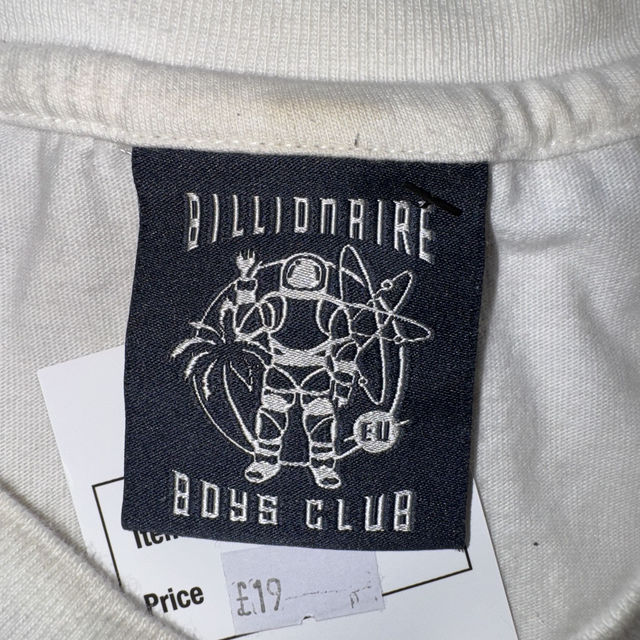 BILLIONAIRE
EU
BOYS CLUB
Price £19